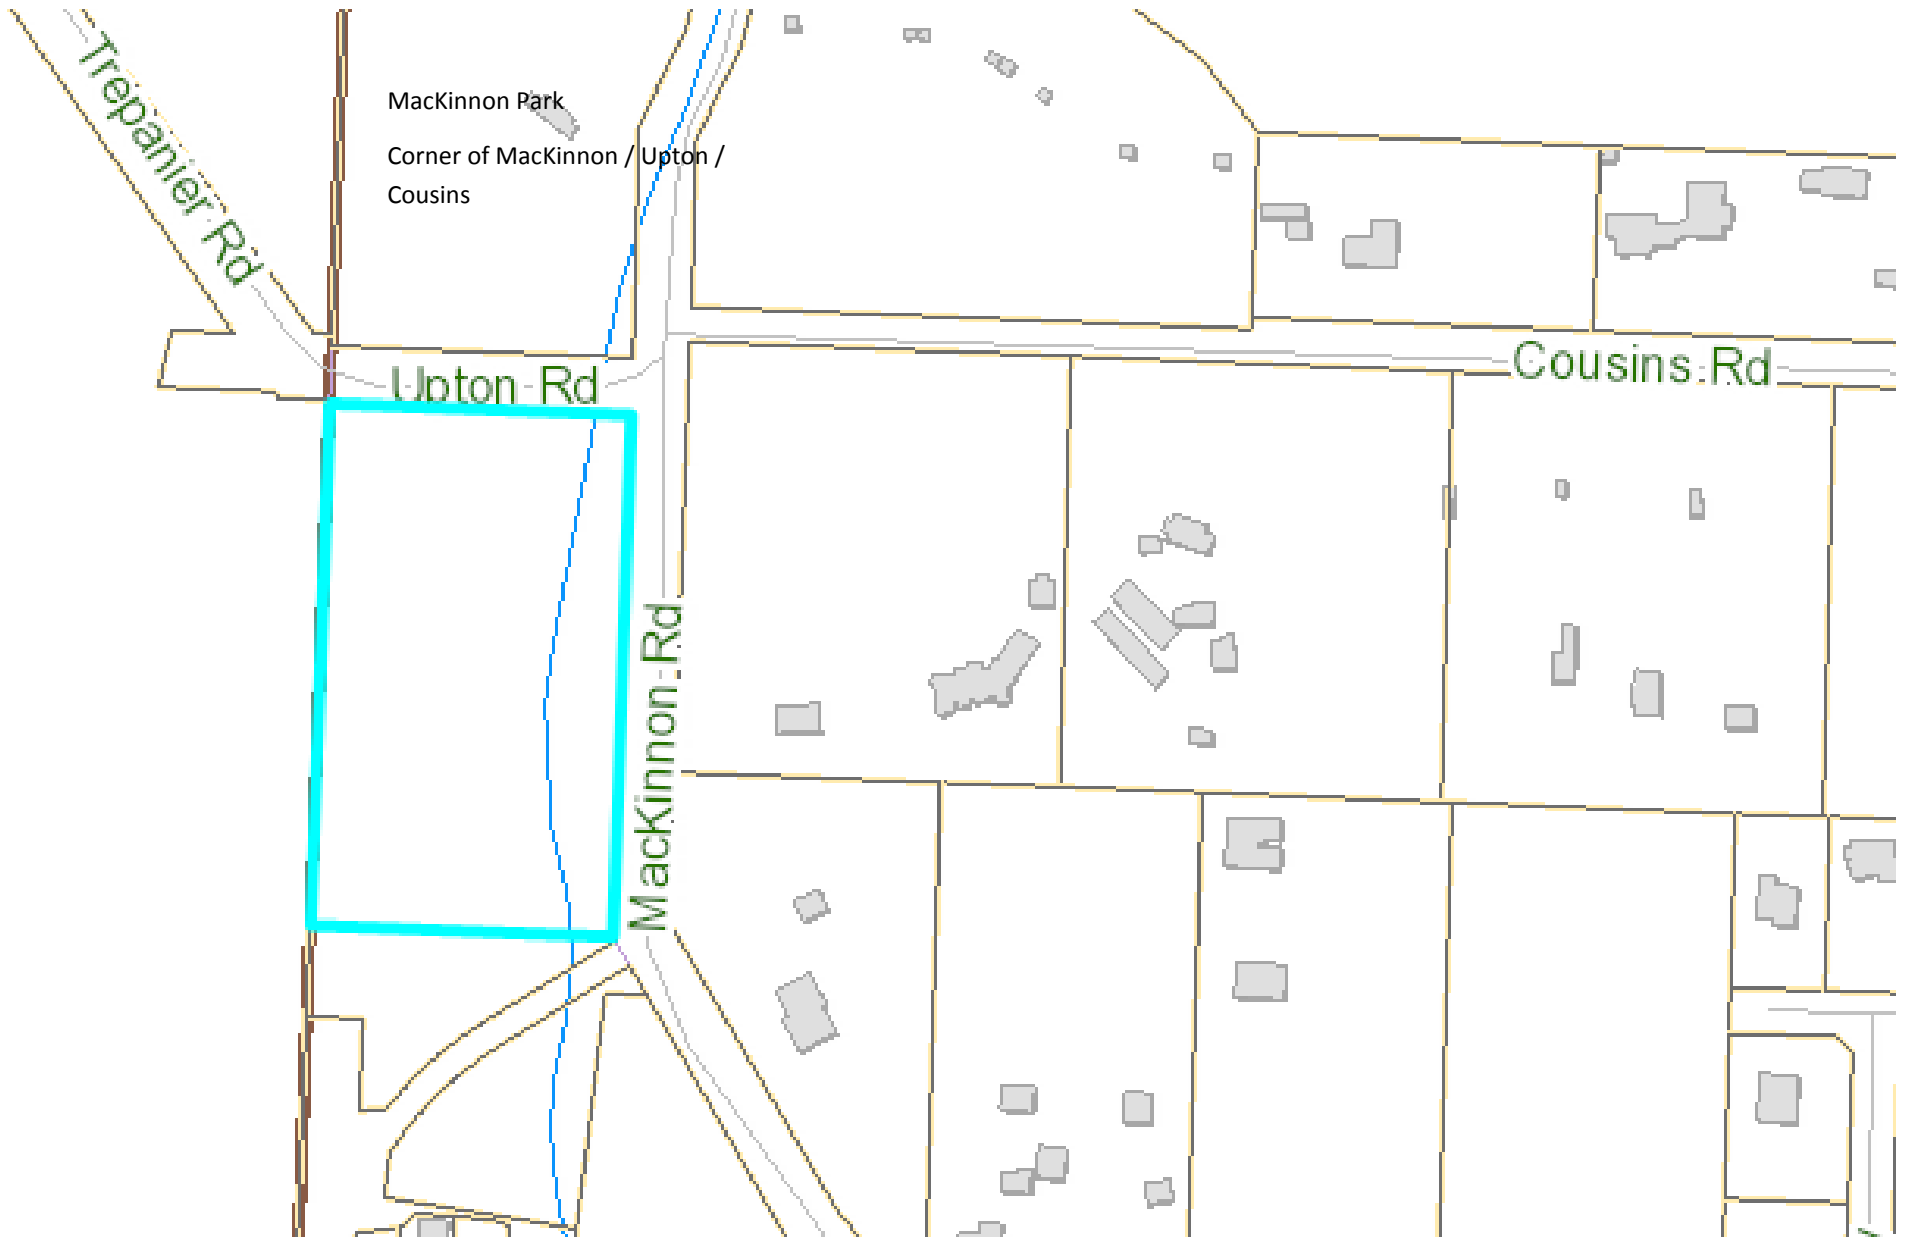 Trepanier Rd
MacKinnon Park
Corner of MacKinnon / Upton /
Cousins
Upton Rd
Cousins Rd
MacKinnon Rd